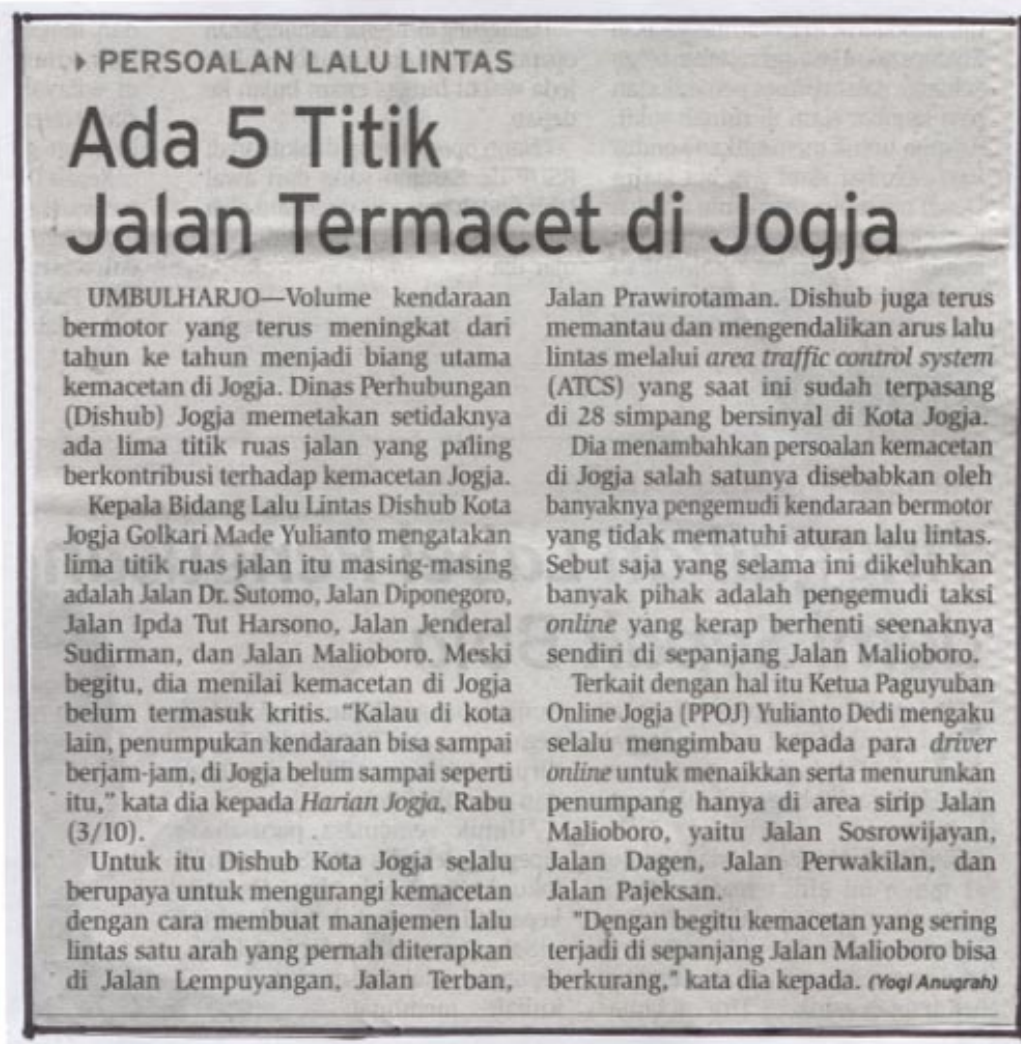 ▸ PERSOALAN LALU LINTAS
Ada 5 Titik
Jalan Termacet di Jogja
UMBULHARJO—Volume kendaraan
bermotor yang terus meningkat dari
tahun ke tahun menjadi biang utama
kemacetan di Jogja. Dinas Perhubungan
(Dishub) Jogja memetakan setidaknya
ada lima titik ruas jalan yang paling
berkontribusi terhadap kemacetan Jogja.
Kepala Bidang Lalu Lintas Dishub Kota
Jogja Golkari Made Yulianto mengatakan
lima titik ruas jalan itu masing-masing
adalah Jalan Dr. Sutomo, Jalan Diponegoro,
Jalan Ipda Tut Harsono, Jalan Jenderal
Sudirman, dan Jalan Malioboro. Meski
begitu, dia menilai kemacetan di Jogja
belum termasuk kritis. “Kalau di kota
lain, penumpukan kendaraan bisa sampai
berjam-jam, di Jogja belum sampai seperti
itu,” kata dia kepada Harian Jogja, Rabu
(3/10).
Untuk itu Dishub Kota Jogja selalu
berupaya untuk mengurangi kemacetan
dengan cara membuat manajemen lalu
lintas satu arah yang pernah diterapkan
di Jalan Lempuyangan, Jalan Terban,
Jalan Prawirotaman. Dishub juga terus
memantau dan mengendalikan arus lalu
lintas melalui area traffic control system
(ATCS) yang saat ini sudah terpasang
di 28 simpang bersinyal di Kota Jogja.
Dia menambahkan persoalan kemacetan
di Jogja salah satunya disebabkan oleh
banyaknya pengemudi kendaraan bermotor
yang tidak mematuhi aturan lalu lintas.
Sebut saja yang selama ini dikeluhkan
banyak pihak adalah pengemudi taksi
online yang kerap berhenti seenaknya
sendiri di sepanjang Jalan Malioboro.
Terkait dengan hal itu Ketua Paguyuban
Online Jogja (PPOJ) Yulianto Dedi mengaku
selalu mengimbau kepada para driver
online untuk menaikkan serta menurunkan
penumpang hanya di area sirip Jalan
Malioboro, yaitu Jalan Sosrowijayan,
Jalan Dagen, Jalan Perwakilan, dan
Jalan Pajeksan.
"Dengan begitu kemacetan yang sering
terjadi di sepanjang Jalan Malioboro bisa
berkurang," kata dia kepada. (Yogi Anugrah)